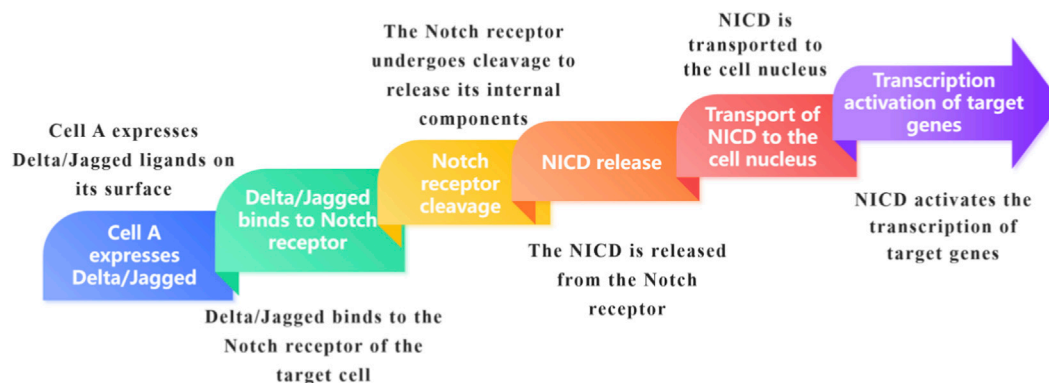 Cell A expresses
Delta/Jagged ligands on
its surface
Cell A
expresses
Delta/Jagged
Delta/Jagged
binds to Notch
receptor
Delta/Jagged binds to the
Notch receptor of the
target cell
The Notch receptor
undergoes cleavage to
release its internal
components
Notch
receptor
cleavage
NICD release
The NICD is released
from the Notch
receptor
NICD is
transported to
the cell nucleus
Transport of
NICD to the
cell nucleus
Transcription
activation of target
genes
NICD activates the
transcription of
target genes